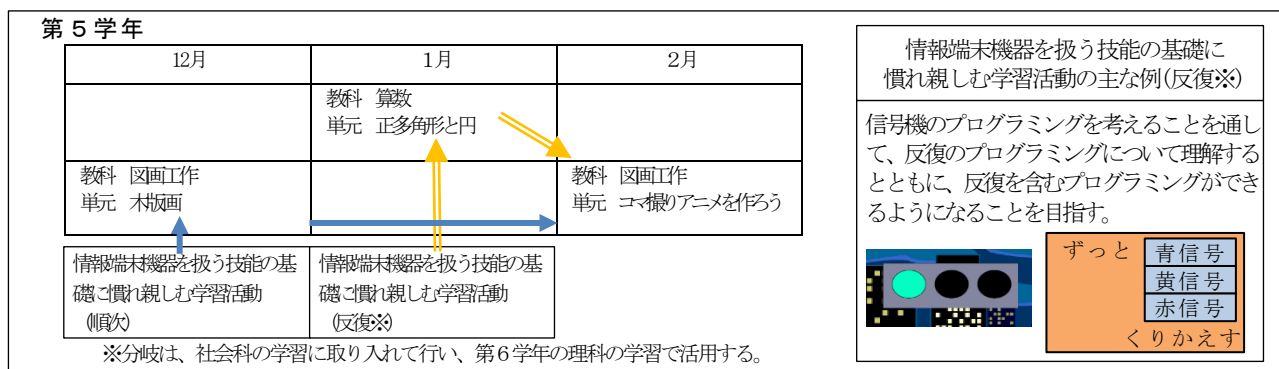 第5学年
12月
1月
2月
教科 算数
単元 正多角形と円
教科 図画工作
単元 木版画
教科 図画工作
単元 コマ撮りアニメを作ろう
情報端末機器を扱う技能の基
礎に慣れ親しむ学習活動
(順次)
情報端末機器を扱う技能の基
礎に慣れ親しむ学習活動
(反復※)
※分岐は、社会科の学習に取り入れて行い、第6学年の理科の学習で活用する。
情報端末機器を扱う技能の基礎に
慣れ親しむ学習活動の主な例(反復※)
信号機のプログラミングを考えることを通し
て、反復のプログラミングについて理解する
とともに、反復を含むプログラミングができ
るようになることを目指す。
ずっと
青信号
黄信号
赤信号
くりかえす